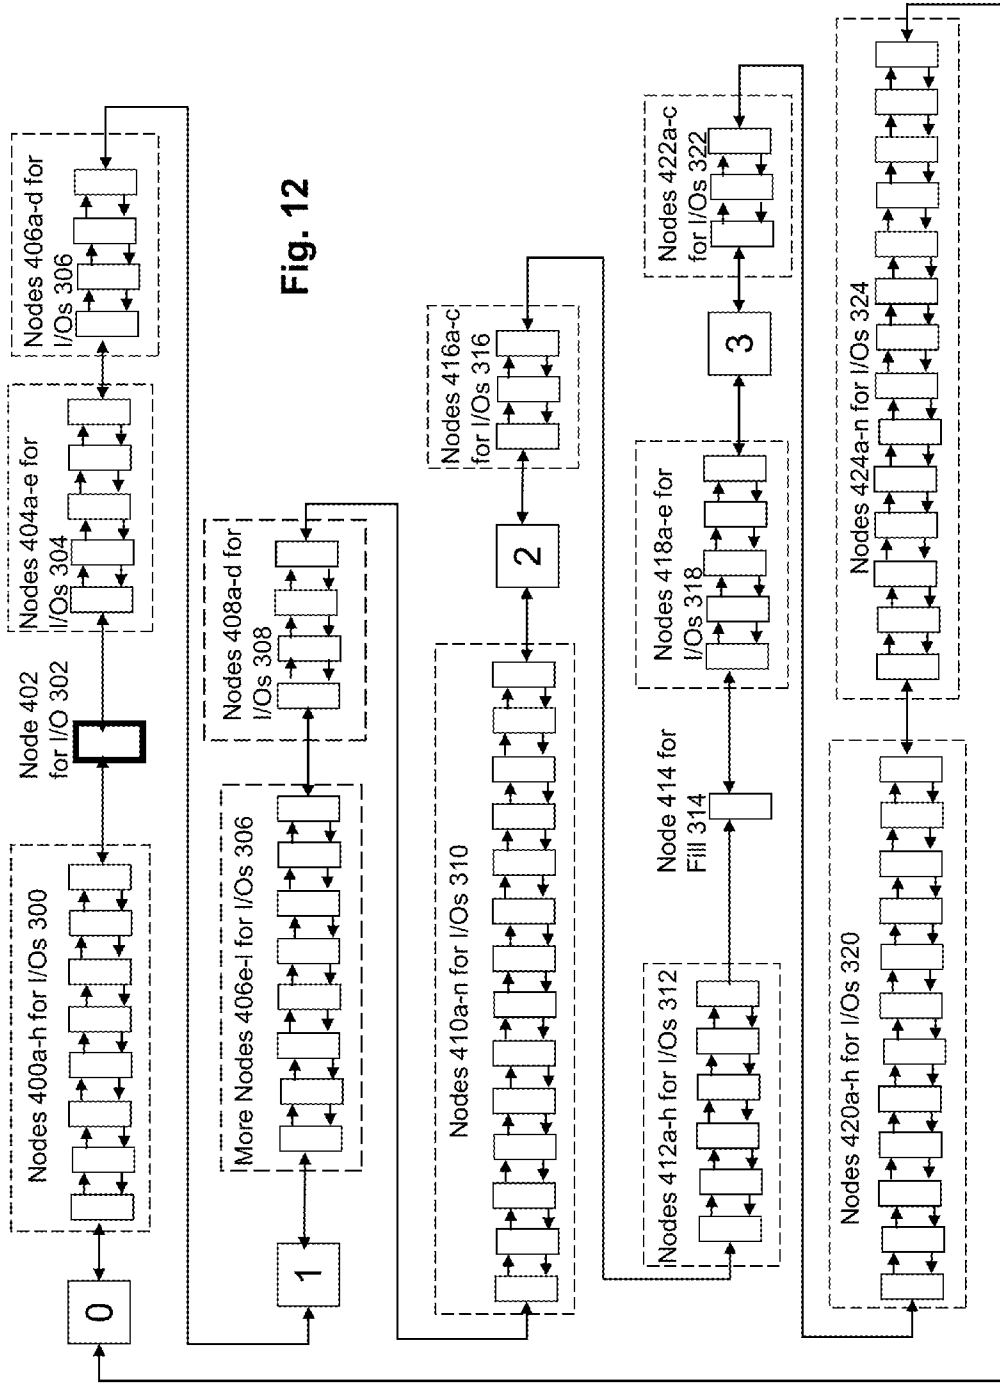 0
Nodes 400a-h for I/Os 300
Node 402
for I/O 302
Nodes 404a-e for
I/Os-304
Nodes 406a-d for
I/Os 306
1
More Nodes 406e-l for I/Os 306
Nodes 408a-d for
I/Os 308
Fig. 12
Nodes 410a-n for I/Os 310
2
Nodes 416a-c
for I/Os 316
Nodes 412a-h for I/Os 312
Node 414 for
Fill 314
Nodes 418a-e for
I/Os 318
3
Nodes 422a-c
for I/Os 322
Nodes 420a-h for I/Os 320
Nodes 424a-n for I/Os 324